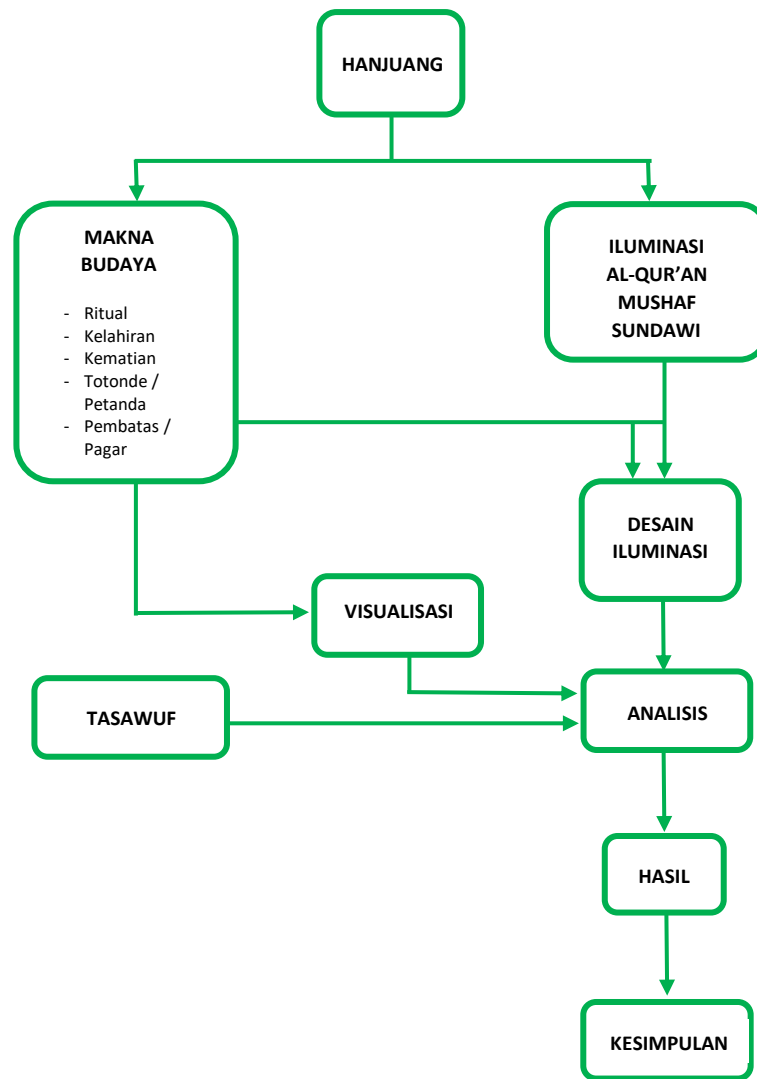 HANJUANG
MAKNA
BUDAYA
- Ritual
- Kelahiran
- Kematian
- Totonde /
Petanda
- Pembatas /
Pagar
ILUMINASI
AL-QUR’AN
MUSHAF
SUNDAWI
DESAIN
ILUMINASI
VISUALISASI
TASAWUF
ANALISIS
HASIL
KESIMPULAN